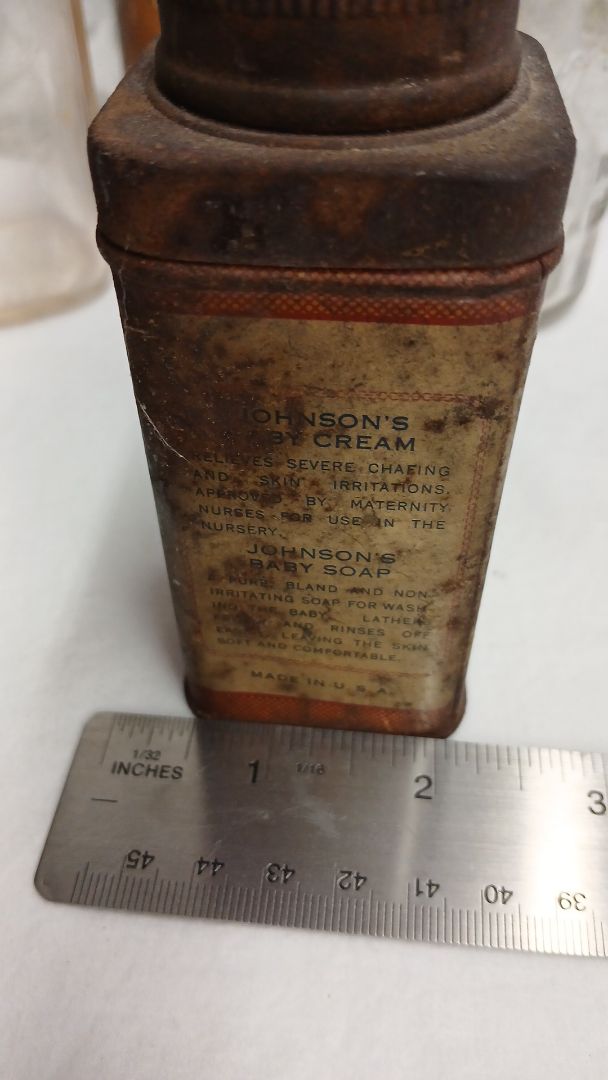 JOHNSON'S
BY CREAM
RELIEVES SEVERE CHAFING
AND SKIN IRRITATIONS.
APPROVED BY MATERNITY
NURSES FOR USE IN THE
NURSERY.
JOHNSON'S
BABY SOAP
PURE, BLAND AND NON-
IRRITATING SOAP FOR WASH-
ING THE BABY. LATHERS
AND RINSES OFF
LEAVING THE SKIN
SOFT AND COMFORTABLE.
MADE IN U.S.A.
1/32
INCHES
1 1/16 2 3
45 44 43 42 41 40 39